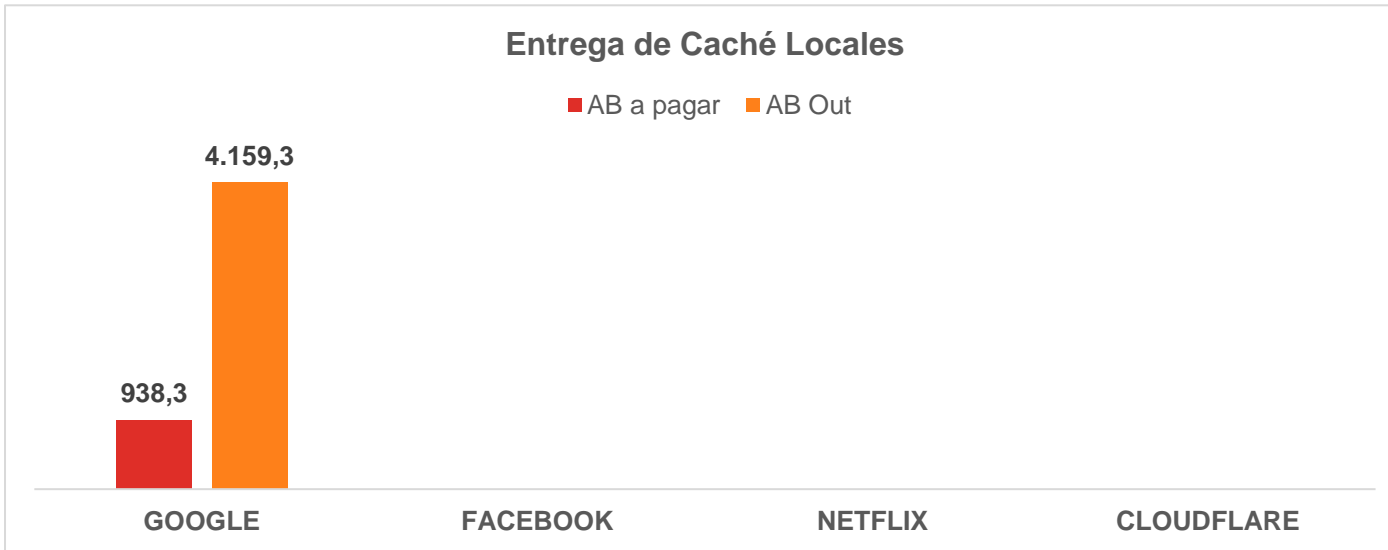 Entrega de Caché Locales
AB a pagar AB Out
4.159,3
938,3
GOOGLE FACEBOOK NETFLIX CLOUDFLARE